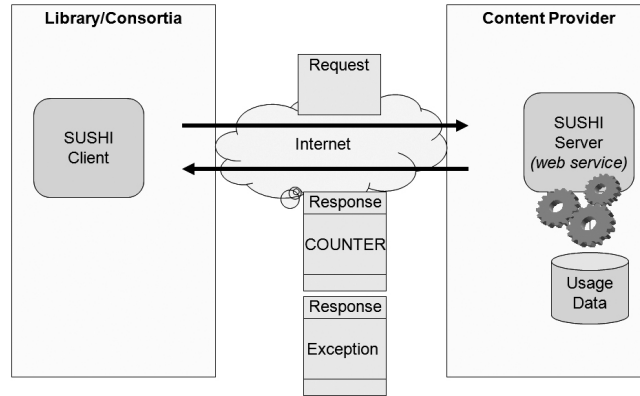 Library/Consortia
Content Provider
Request
SUSHI
Client
Internet
SUSHI
Server
(web service)
Response
COUNTER
Usage
Data
Response
Exception